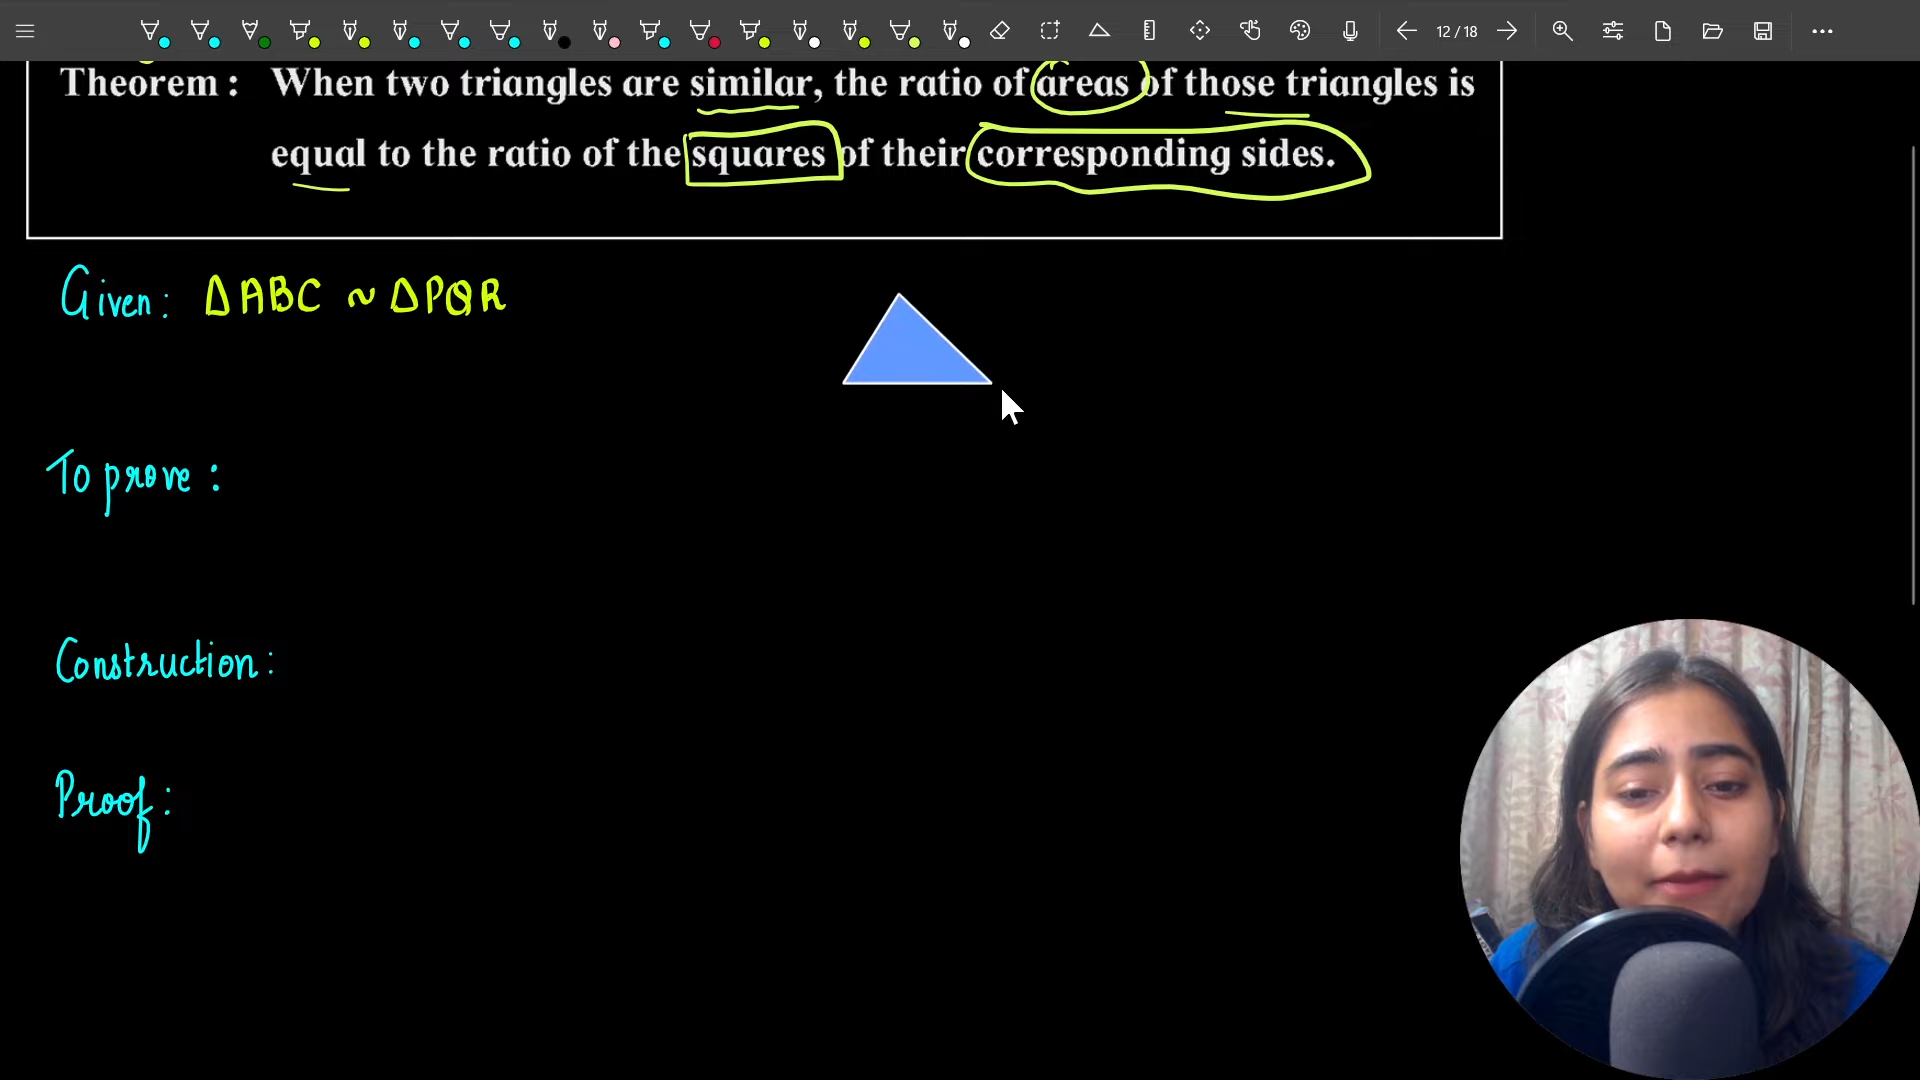 12 / 18
Theorem : When two triangles are similar, the ratio of areas of those triangles is
equal to the ratio of the squares of their corresponding sides.
Given: ΔABC ~ ΔPQR
To prove :
Construction:
Proof: